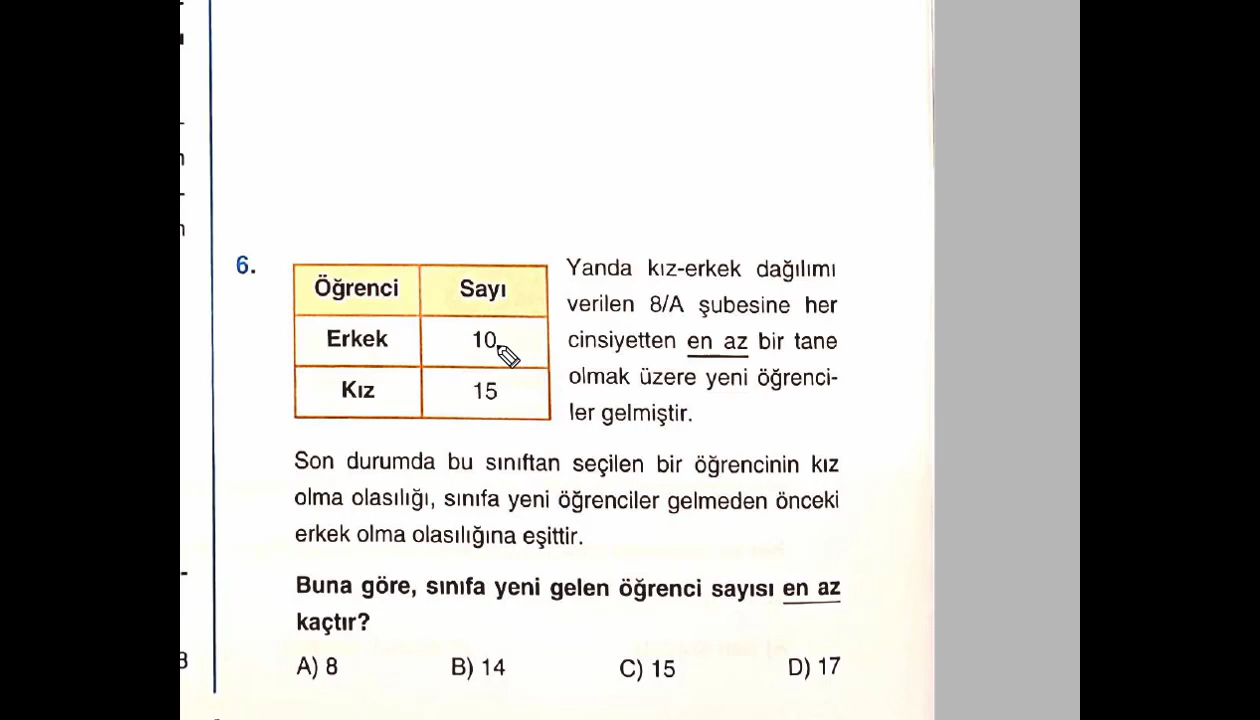 6.
Öğrenci Sayı
Erkek 10
Kız 15
Yanda kız-erkek dağılımı
verilen 8/A şubesine her
cinsiyetten en az bir tane
olmak üzere yeni öğrenci-
ler gelmiştir.
Son durumda bu sınıftan seçilen bir öğrencinin kız
olma olasılığı, sınıfa yeni öğrenciler gelmeden önceki
erkek olma olasılığına eşittir.
Buna göre, sınıfa yeni gelen öğrenci sayısı en az
kaçtır?
A) 8 B) 14 C) 15 D) 17